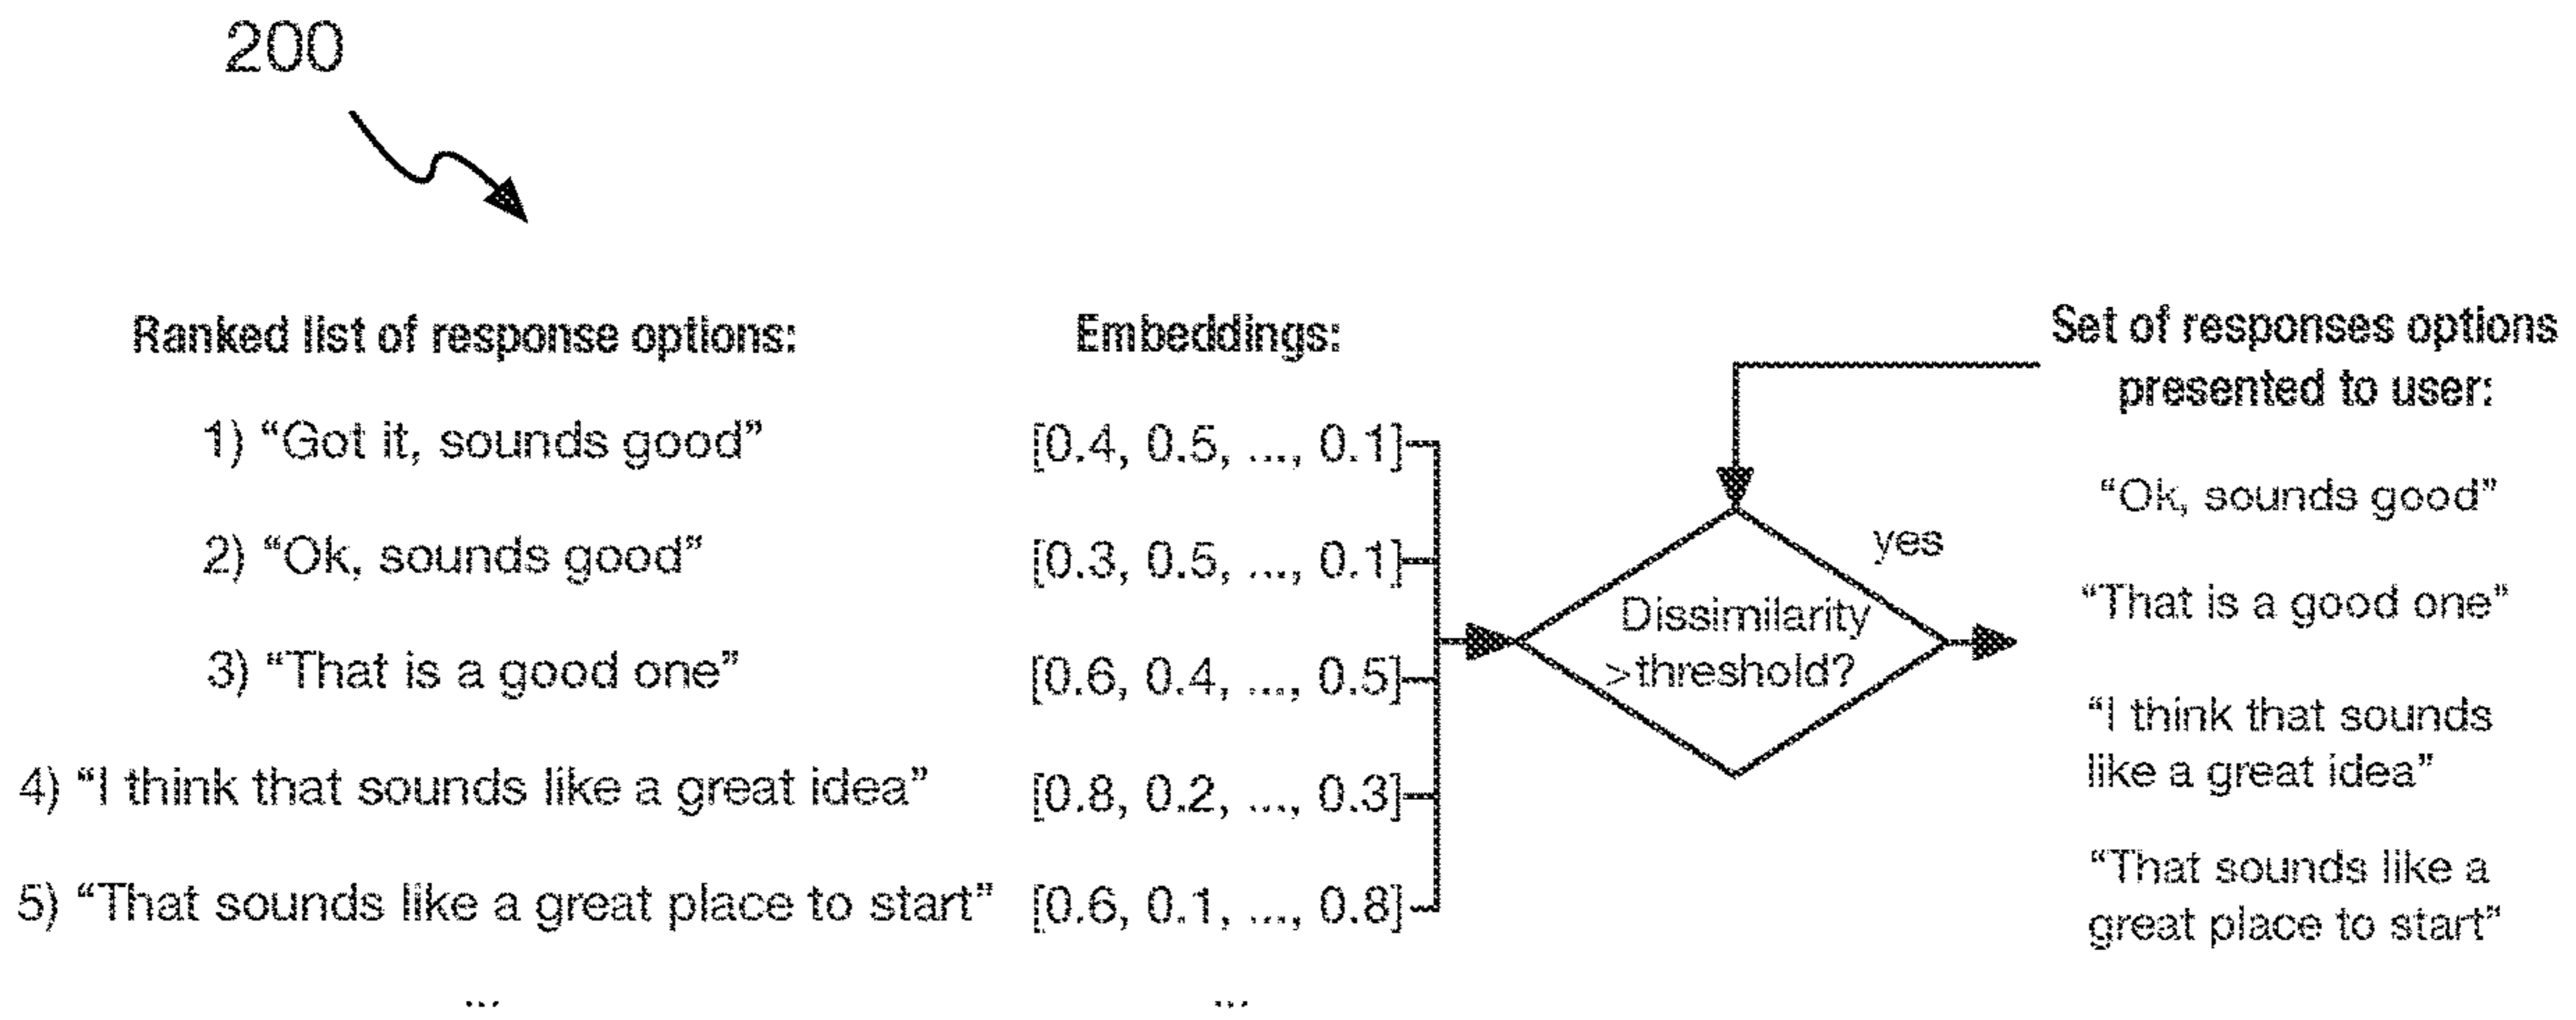 200
Ranked list of response options:
1) “Got it, sounds good”
2) “Ok, sounds good”
3) “That is a good one”
4) “I think that sounds like a great idea”
5) “That sounds like a great place to start”
...
Embeddings:
[0.4, 0.5, ..., 0.1]
[0.3, 0.5, ..., 0.1]
[0.6, 0.4, ..., 0.5]
[0.8, 0.2, ..., 0.3]
[0.6, 0.1, ..., 0.8]
...
Dissimilarity
>threshold?
yes
Set of responses options
presented to user:
“Ok, sounds good”
“That is a good one”
“I think that sounds
like a great idea”
“That sounds like a
great place to start”